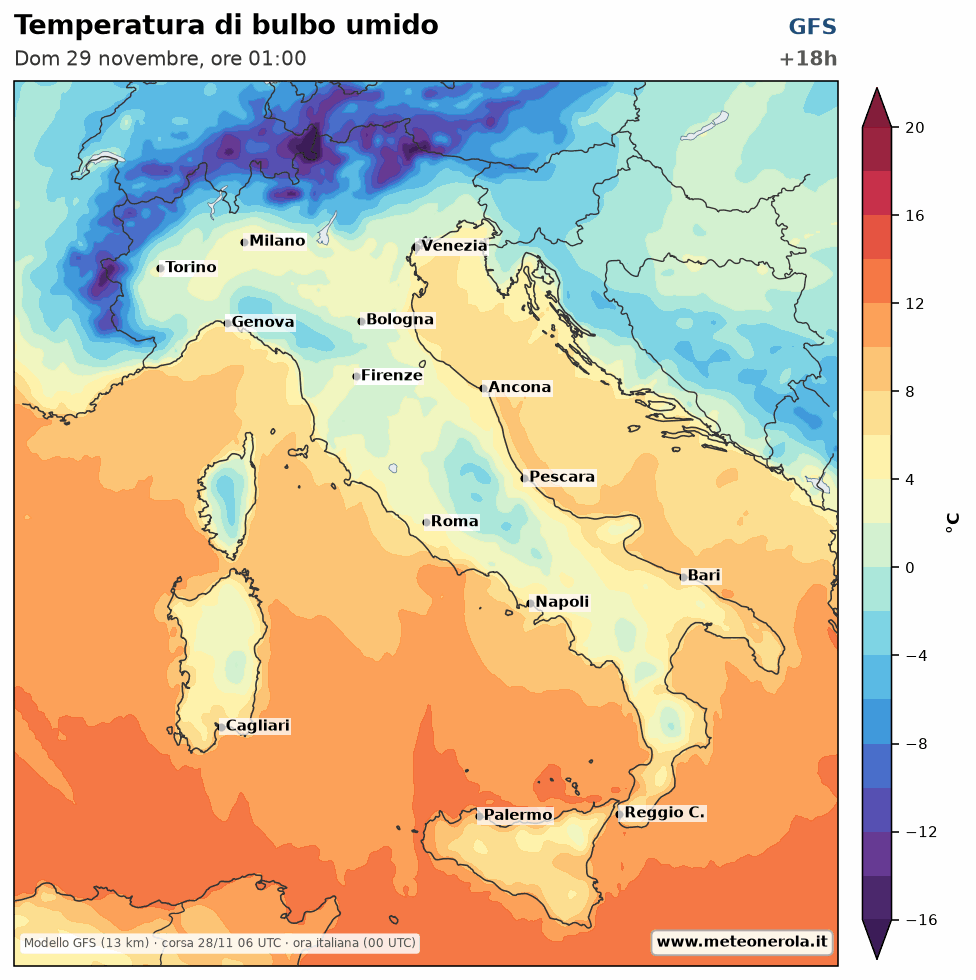 Temperatura di bulbo umido
GFS
Dom 29 novembre, ore 01:00
+18h
Milano
Venezia
Torino
Genova
Bologna
Firenze
Ancona
Pescara
Roma
Bari
Napoli
Cagliari
Palermo
Reggio C.
20
16
12
8
4
0
−4
−8
−12
−16
°C
Modello GFS (13 km) · corsa 28/11 06 UTC · ora italiana (00 UTC)
www.meteonerola.it